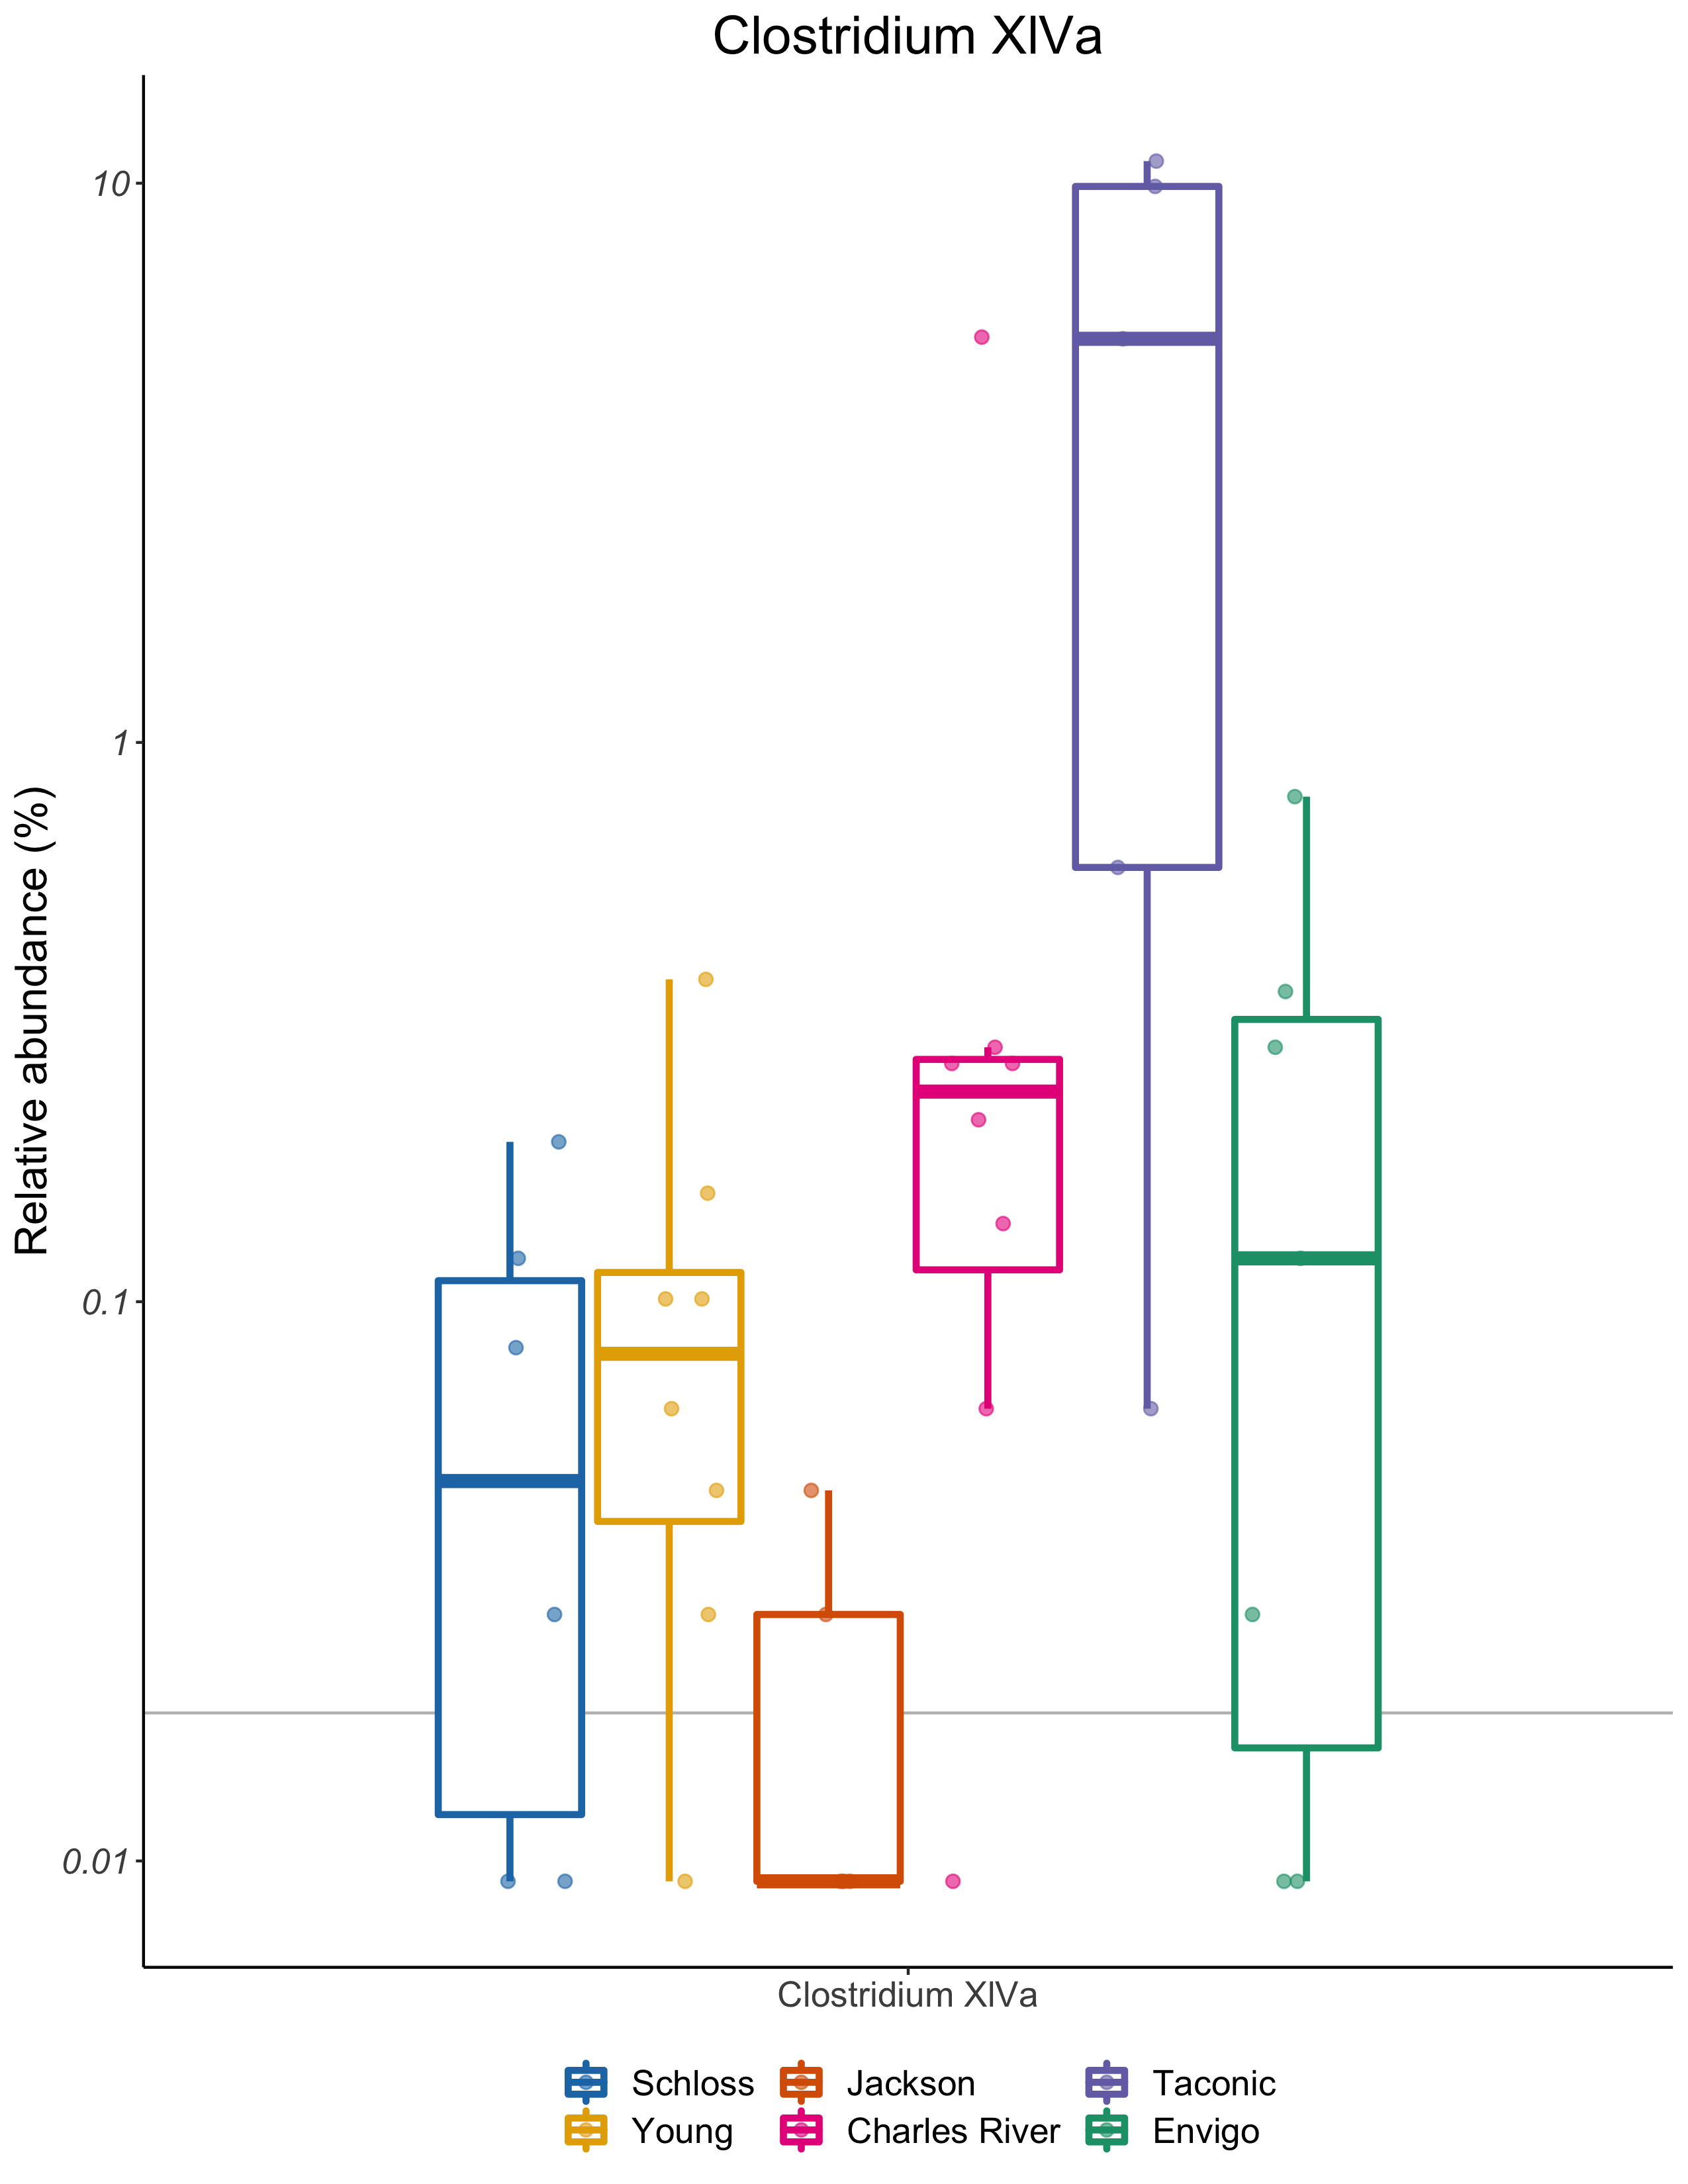 Clostridium XIVa
Relative abundance (%)
10
1
0.1
0.01
Clostridium XIVa
Schloss
Jackson
Taconic
Young
Charles River
Envigo